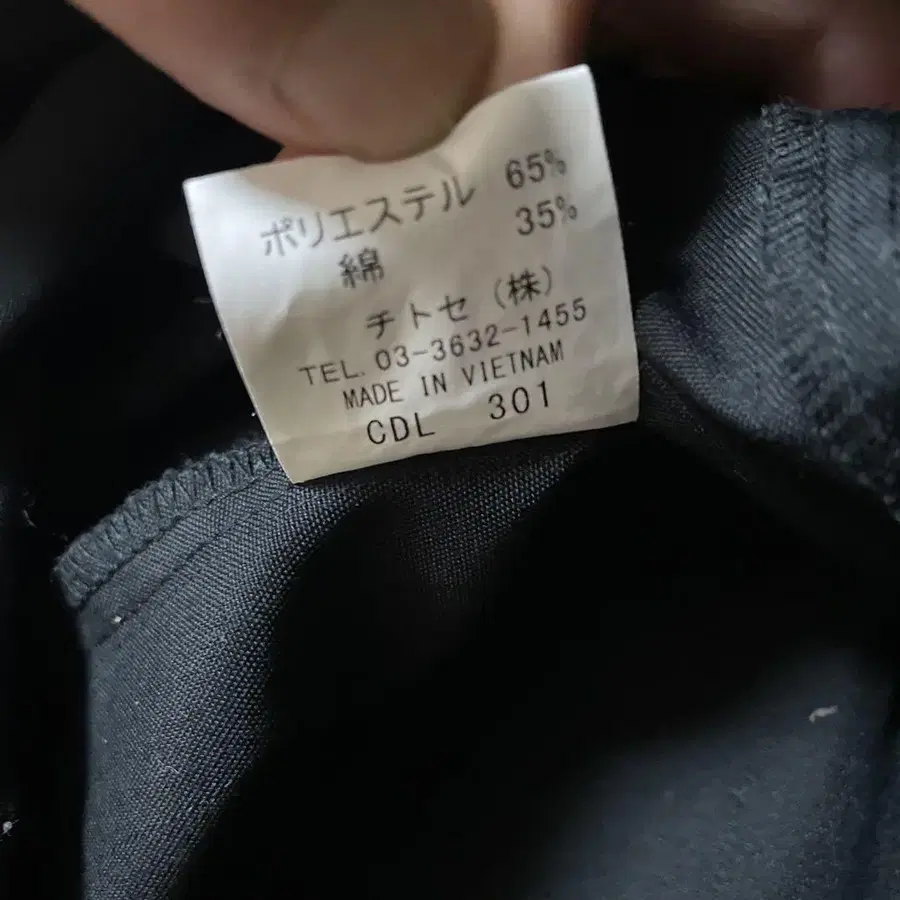 ポリエステル 65%
綿 35%
チトセ (株)
TEL. 03-3632-1455
MADE IN VIETNAM
CDL 301